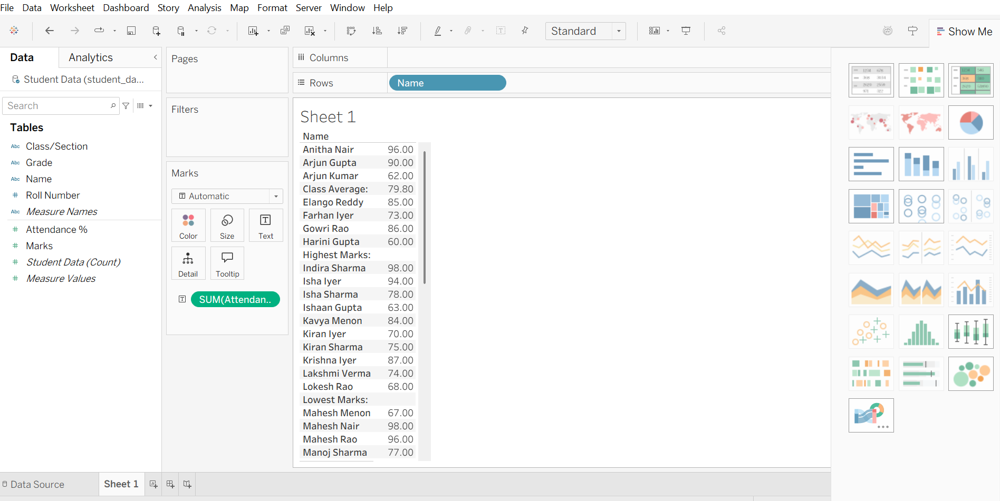 File Data Worksheet Dashboard Story Analysis Map Format Server Window Help
Standard
Show Me
Data Analytics
Student Data (student_da...
Search
Tables
Abc Class/Section
Abc Grade
Abc Name
# Roll Number
Abc Measure Names
# Attendance %
# Marks
# Student Data (Count)
# Measure Values
Pages
Filters
Marks
Automatic
Color Size Text
Detail Tooltip
SUM(Attendan..
Columns
Rows Name
Sheet 1
Name
Anitha Nair 96.00
Arjun Gupta 90.00
Arjun Kumar 62.00
Class Average: 79.80
Elango Reddy 85.00
Farhan Iyer 73.00
Gowri Rao 86.00
Harini Gupta 60.00
Highest Marks:
Indira Sharma 98.00
Isha Iyer 94.00
Isha Sharma 78.00
Ishaan Gupta 63.00
Kavya Menon 84.00
Kiran Iyer 70.00
Kiran Sharma 75.00
Krishna Iyer 87.00
Lakshmi Verma 74.00
Lokesh Rao 68.00
Lowest Marks:
Mahesh Menon 67.00
Mahesh Nair 98.00
Mahesh Rao 96.00
Manoj Sharma 77.00
Data Source Sheet 1